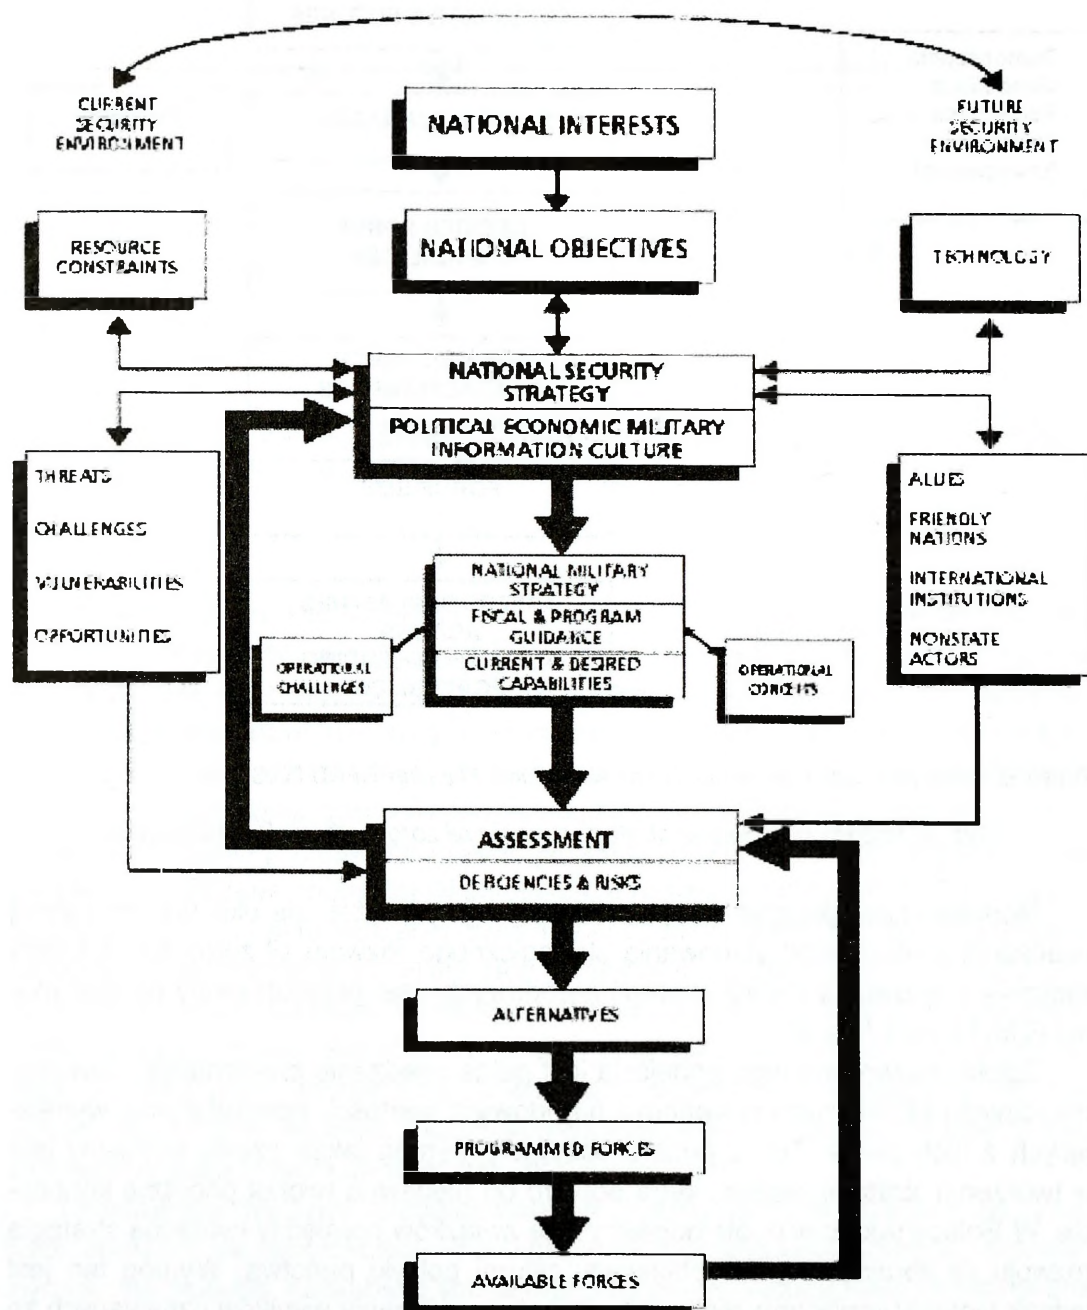 CURRENT
SECURITY
ENVIRONMENT
NATIONAL INTERESTS
FUTURE
SECURITY
ENVIRONMENT
RESOURCE
CONSTRAINTS
NATIONAL OBJECTIVES
TECHNOLOGY
NATIONAL SECURITY
STRATEGY
POLITICAL ECONOMIC MILITARY
INFORMATION CULTURE
THREATS
CHALLENGES
VULNERABILITIES
OPPORTUNITIES
ALLIES
FRIENDLY
NATIONS
INTERNATIONAL
INSTITUTIONS
NONSTATE
ACTORS
NATIONAL MILITARY
STRATEGY
FISCAL & PROGRAM
GUIDANCE
CURRENT & DESIRED
CAPABILITIES
OPERATIONAL
CHALLENGES
OPERATIONAL
CONCEPTS
ASSESSMENT
DEFICIENCIES & RISKS
ALTERNATIVES
PROGRAMMED FORCES
AVAILABLE FORCES